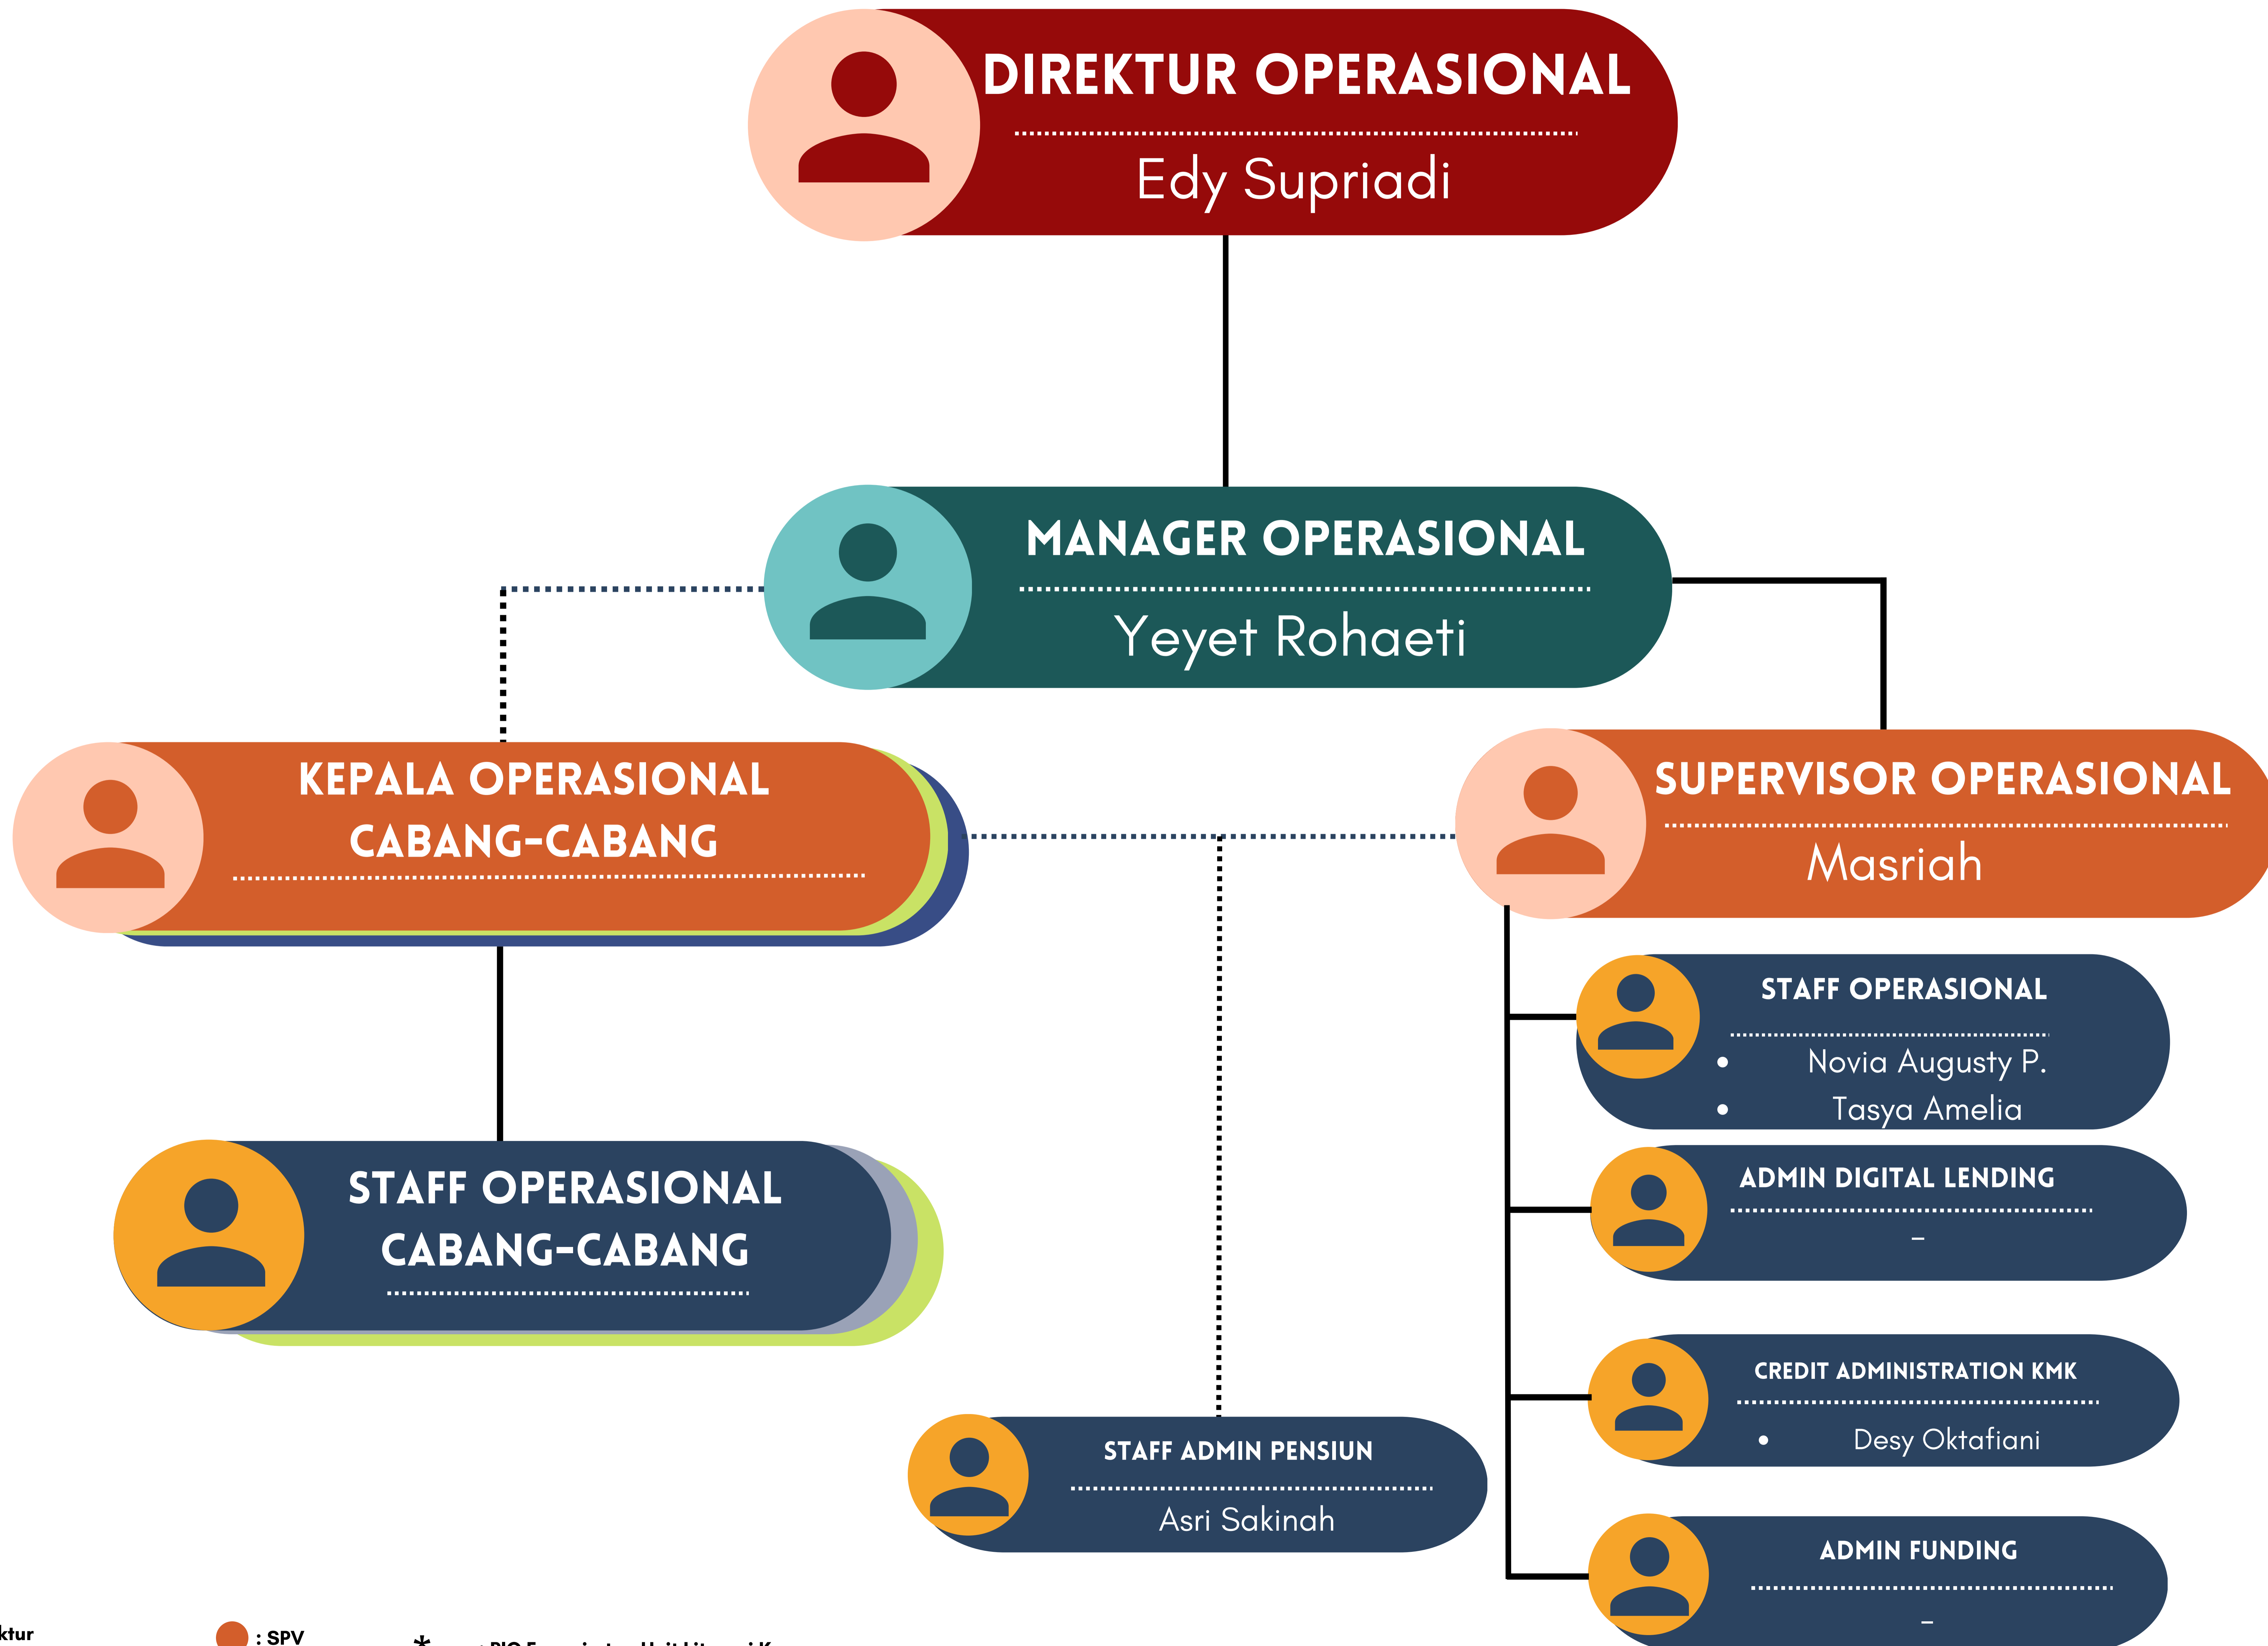 DIREKTUR OPERASIONAL
Edy Supriadi
MANAGER OPERASIONAL
Yeyet Rohaeti
KEPALA OPERASIONAL
CABANG-CABANG
SUPERVISOR OPERASIONAL
Masriah
STAFF OPERASIONAL
• Novia Augusty P.
• Tasya Amelia
STAFF OPERASIONAL
CABANG-CABANG
ADMIN DIGITAL LENDING
-
CREDIT ADMINISTRATION KMK
• Desy Oktafiani
STAFF ADMIN PENSIUN
Asri Sakinah
ADMIN FUNDING
-
ktur
: SPV
*